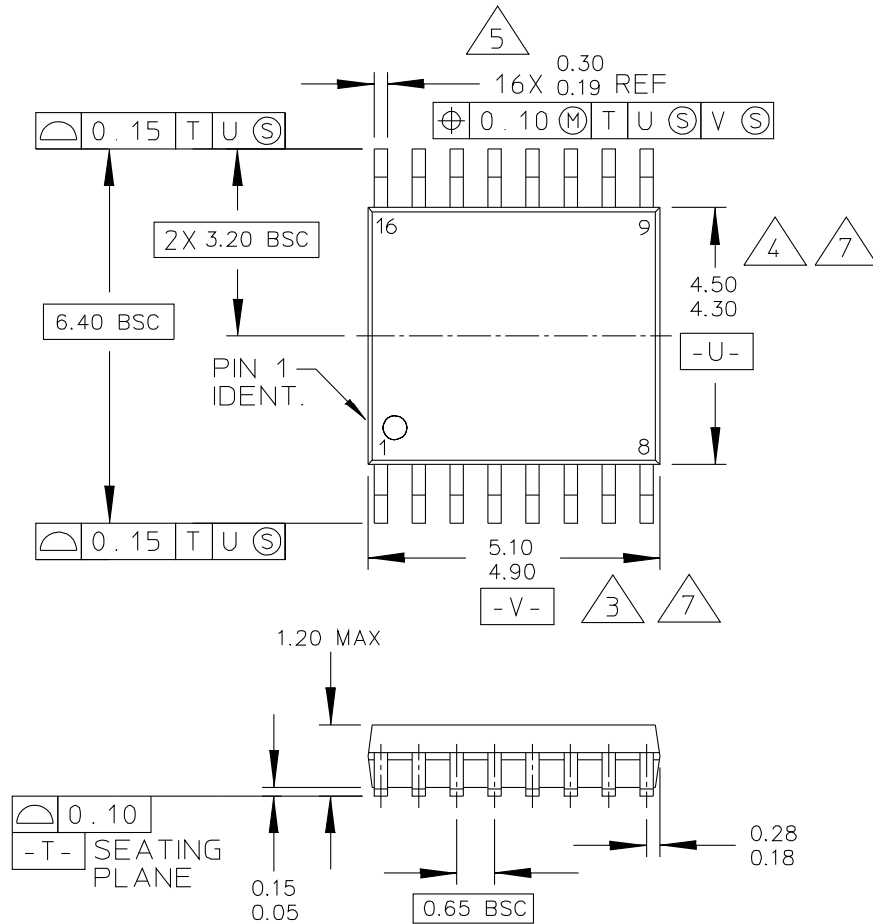 5
0.30
16X 0.19 REF
⌓ 0.15 T U Ⓢ
⌖ 0.10 Ⓜ T U Ⓢ V Ⓢ
16
9
2X 3.20 BSC
4
7
4.50
4.30
6.40 BSC
-U-
PIN 1
IDENT.
1
8
⌓ 0.15 T U Ⓢ
5.10
4.90
-V-
3
7
1.20 MAX
⌓ 0.10
-T- SEATING
PLANE
0.15
0.05
0.65 BSC
0.28
0.18